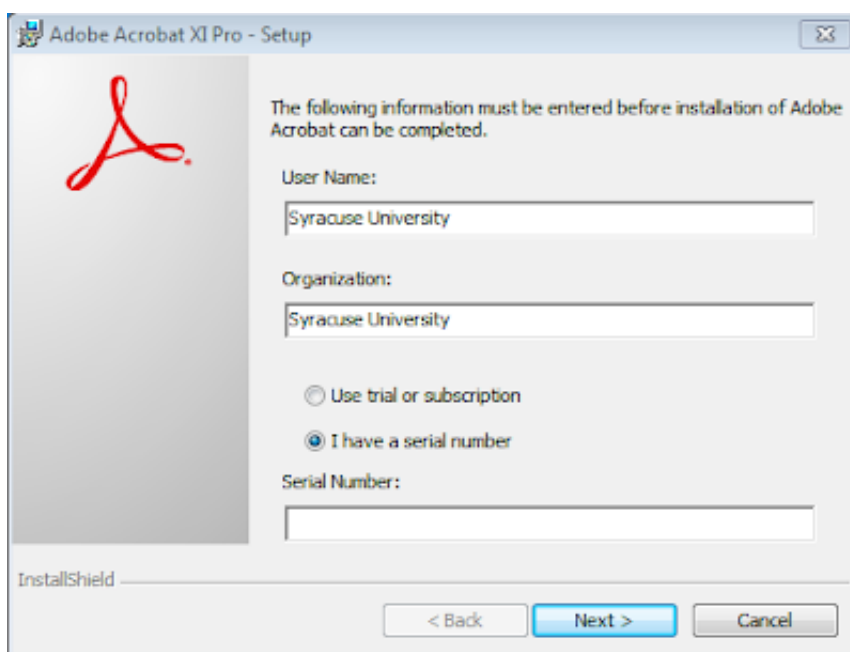 Adobe Acrobat XI Pro - Setup
The following information must be entered before installation of Adobe
Acrobat can be completed.
User Name:
Syracuse University
Organization:
Syracuse University
Use trial or subscription
I have a serial number
Serial Number:
InstallShield
< Back Next > Cancel